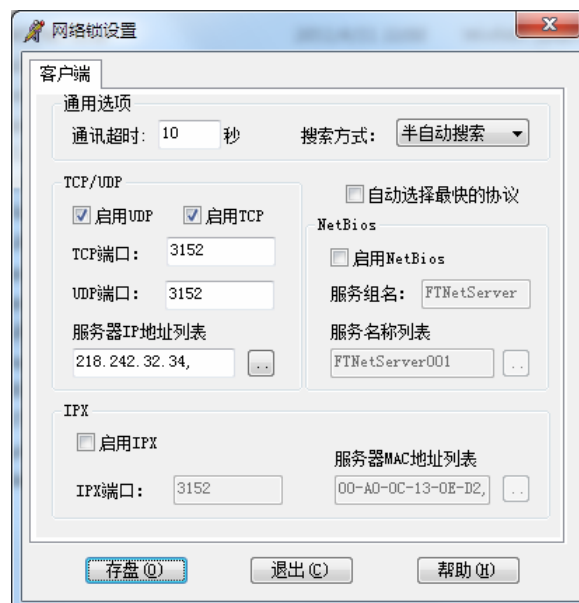 网络锁设置
客户端
通用选项
通讯超时: 10 秒 搜索方式: 半自动搜索
TCP/UDP
启用UDP 启用TCP
TCP端口: 3152
UDP端口: 3152
服务器IP地址列表
218.242.32.34, ..
自动选择最快的协议
NetBios
启用NetBios
服务组名: FTNetServer
服务名称列表
FTNetServer001 ..
IPX
启用IPX
IPX端口: 3152
服务器MAC地址列表
00-A0-0C-13-0E-D2, ..
存盘(O) 退出(C) 帮助(H)